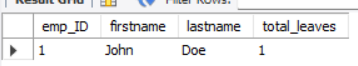 Result Grid Filter Rows:
emp_ID firstname lastname total_leaves
1 John Doe 1